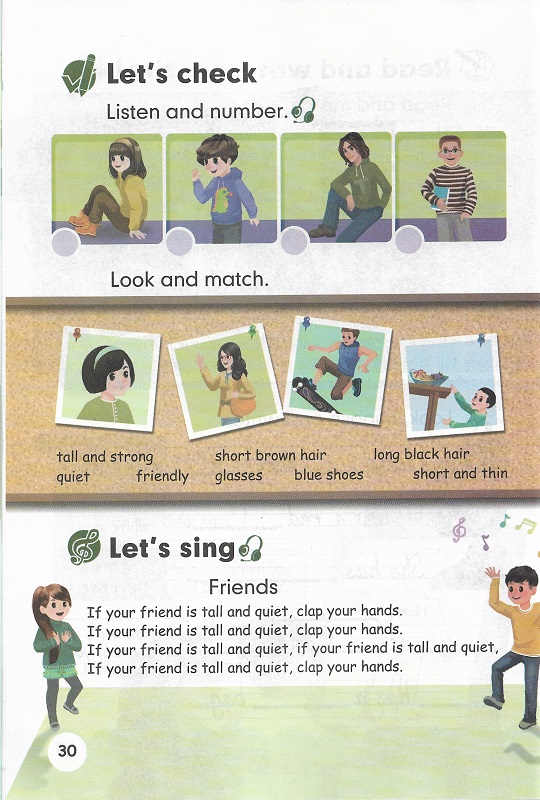 Let's check
Listen and number.
Look and match.
tall and strong short brown hair long black hair
quiet friendly glasses blue shoes short and thin
Let's sing
Friends
If your friend is tall and quiet, clap your hands.
If your friend is tall and quiet, clap your hands.
If your friend is tall and quiet, if your friend is tall and quiet,
If your friend is tall and quiet, clap your hands.
30